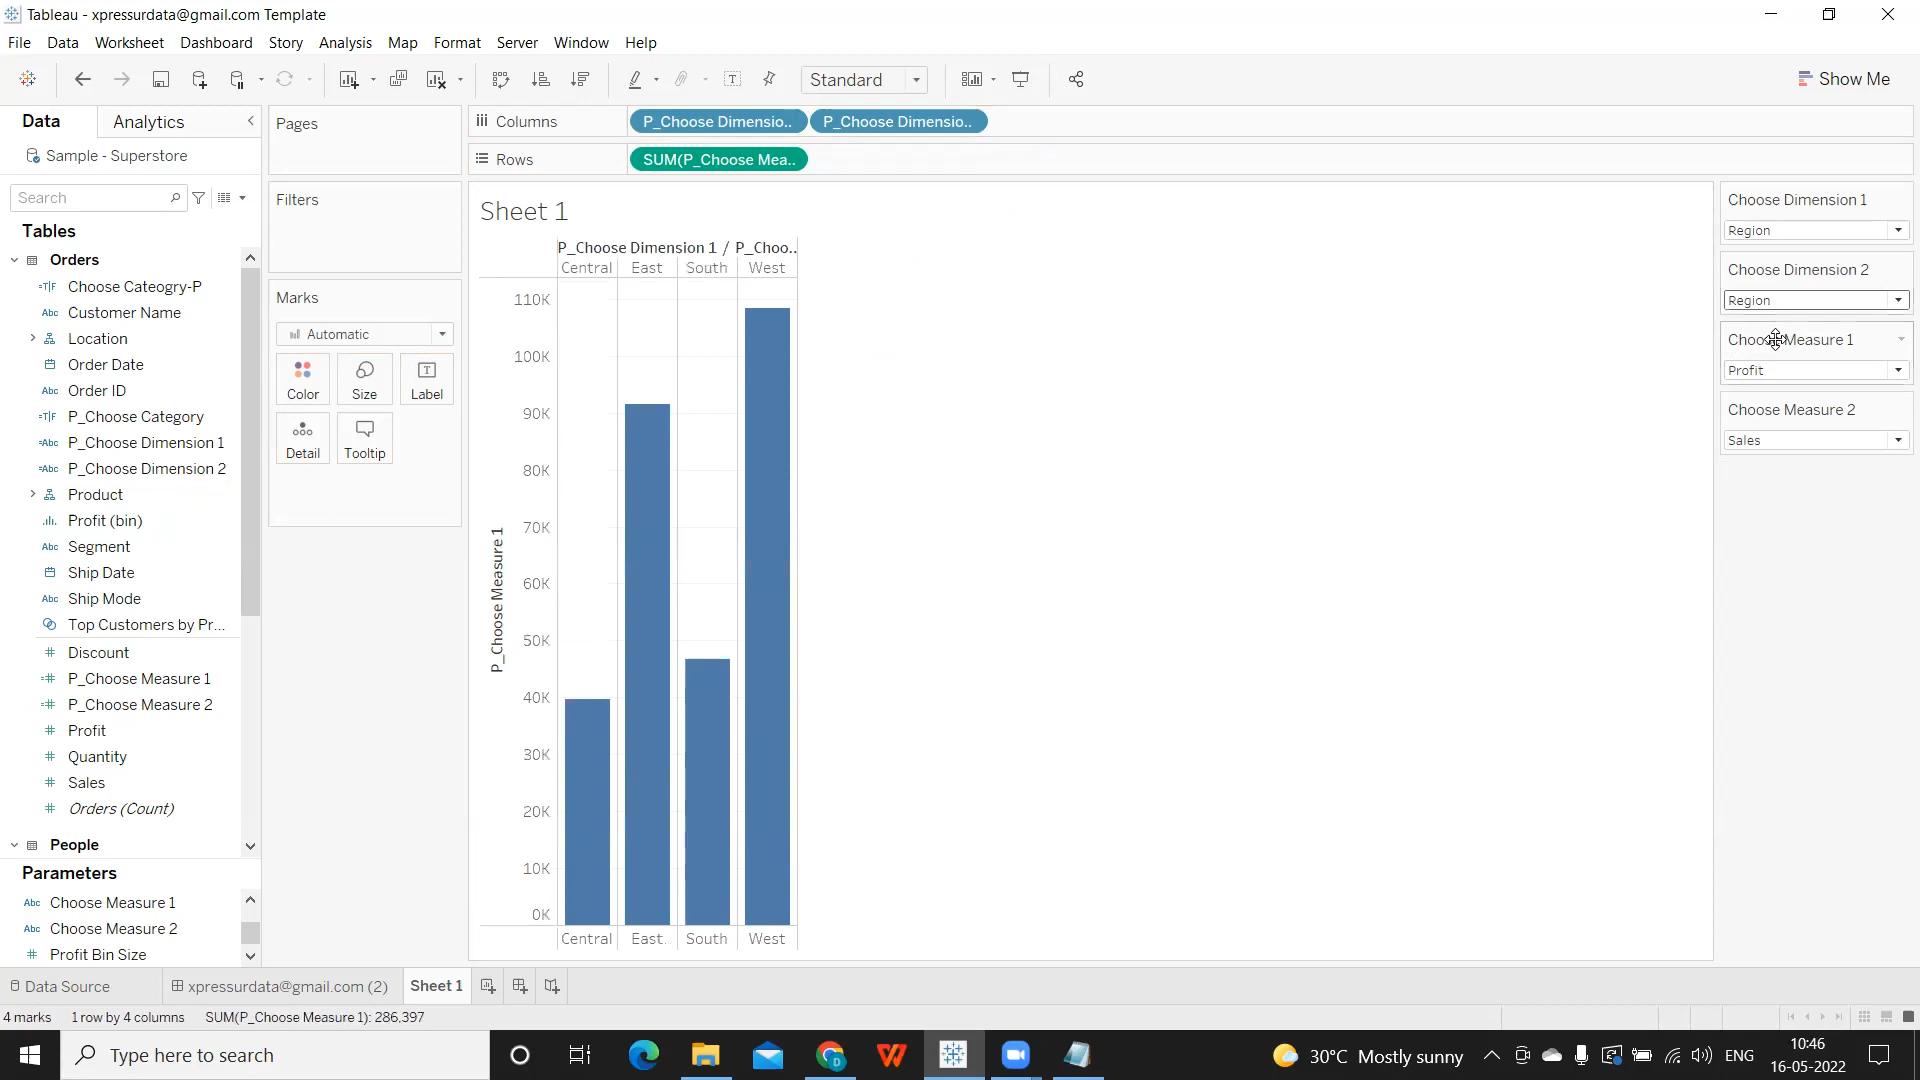 Tableau - xpressurdata@gmail.com Template
File Data Worksheet Dashboard Story Analysis Map Format Server Window Help
Standard
Show Me
Data Analytics
Sample - Superstore
Search
Tables
Orders
Choose Cateogry-P
Customer Name
Location
Order Date
Order ID
P_Choose Category
P_Choose Dimension 1
P_Choose Dimension 2
Product
Profit (bin)
Segment
Ship Date
Ship Mode
Top Customers by Pr...
Discount
P_Choose Measure 1
P_Choose Measure 2
Profit
Quantity
Sales
Orders (Count)
People
Parameters
Choose Measure 1
Choose Measure 2
Profit Bin Size
Pages
Filters
Marks
Automatic
Color Size Label
Detail Tooltip
Columns P_Choose Dimensio.. P_Choose Dimensio..
Rows SUM(P_Choose Mea..
Sheet 1
P_Choose Dimension 1 / P_Choo..
Central East South West
110K
100K
90K
80K
70K
60K
50K
40K
30K
20K
10K
0K
P_Choose Measure 1
Central East. South West
Choose Dimension 1
Region
Choose Dimension 2
Region
Choose Measure 1
Profit
Choose Measure 2
Sales
Data Source xpressurdata@gmail.com (2) Sheet 1
4 marks 1 row by 4 columns SUM(P_Choose Measure 1): 286,397
Type here to search
30°C Mostly sunny
ENG
10:46
16-05-2022